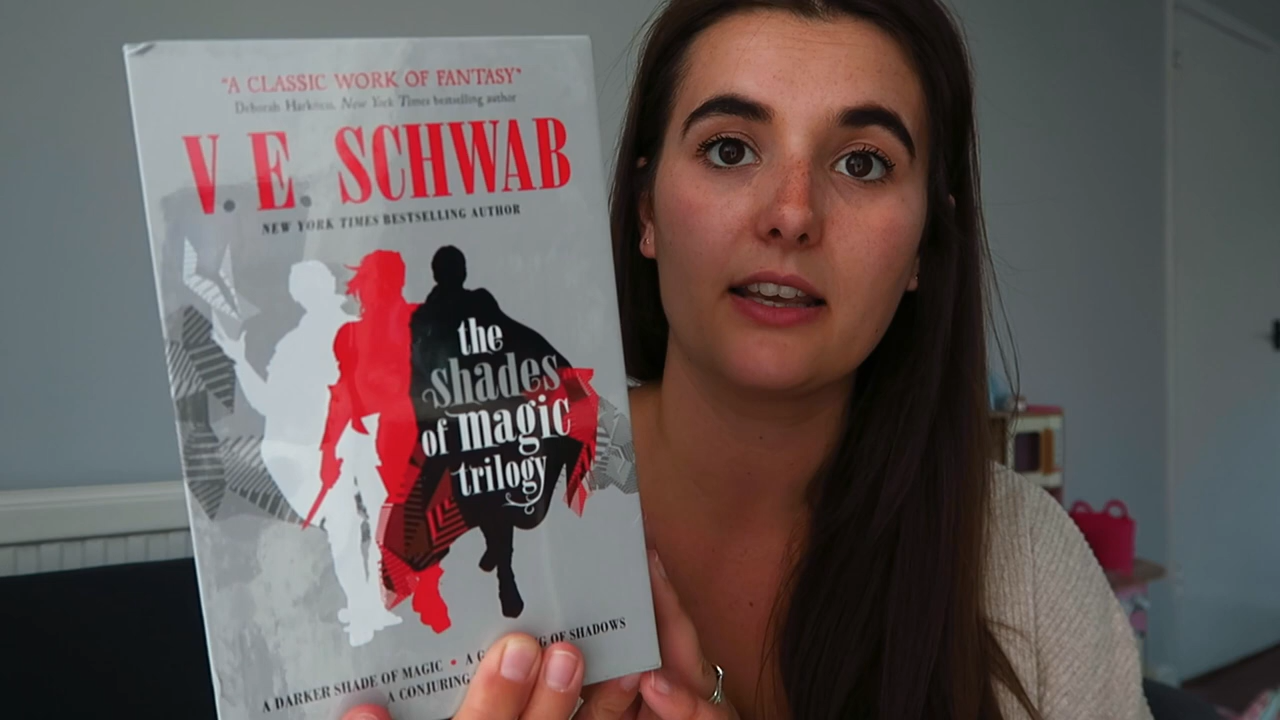 "A CLASSIC WORK OF FANTASY"
Deborah Harkness, New York Times bestselling author
V. E. SCHWAB
NEW YORK TIMES BESTSELLING AUTHOR
the
shades
of magic
trilogy
A DARKER SHADE OF MAGIC • A G NG OF SHADOWS
A CONJURING